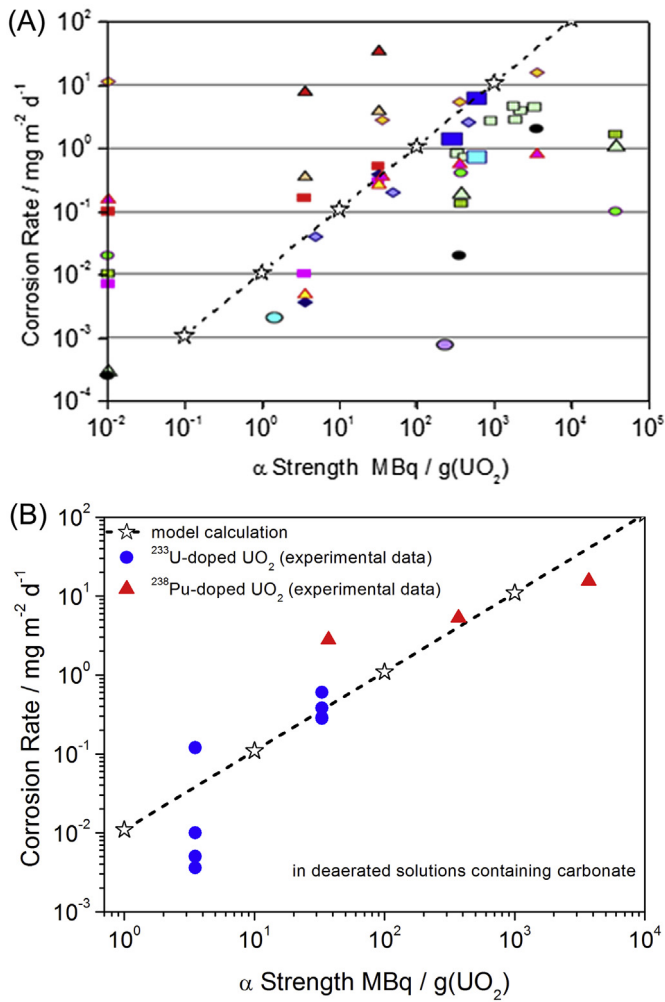 (A)
Corrosion Rate / mg m⁻² d⁻¹
10²
10¹
10⁰
10⁻¹
10⁻²
10⁻³
10⁻⁴
10⁻² 10⁻¹ 10⁰ 10¹ 10² 10³ 10⁴ 10⁵
α Strength MBq / g(UO₂)
(B)
Corrosion Rate / mg m⁻² d⁻¹
10²
10¹
10⁰
10⁻¹
10⁻²
10⁻³
model calculation
²³³U-doped UO₂ (experimental data)
²³⁸Pu-doped UO₂ (experimental data)
in deaerated solutions containing carbonate
10⁰ 10¹ 10² 10³ 10⁴
α Strength MBq / g(UO₂)